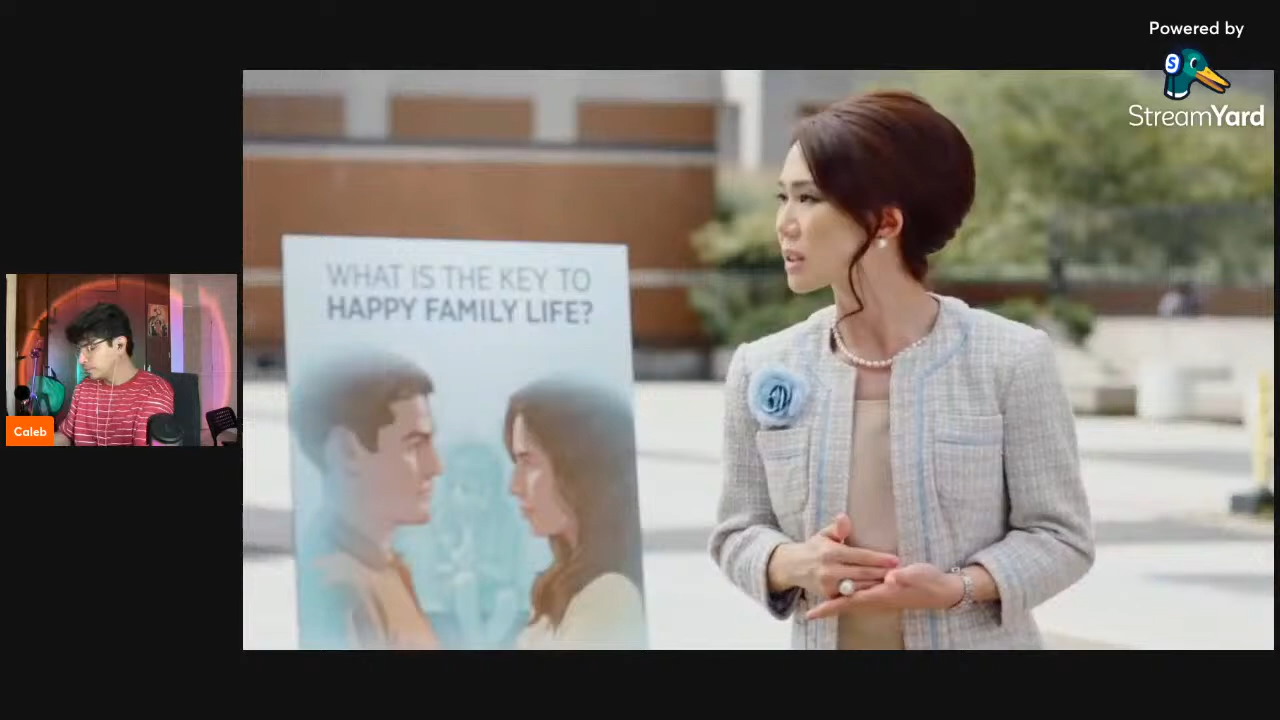 Powered by
StreamYard
WHAT IS THE KEY TO
HAPPY FAMILY LIFE?
Caleb